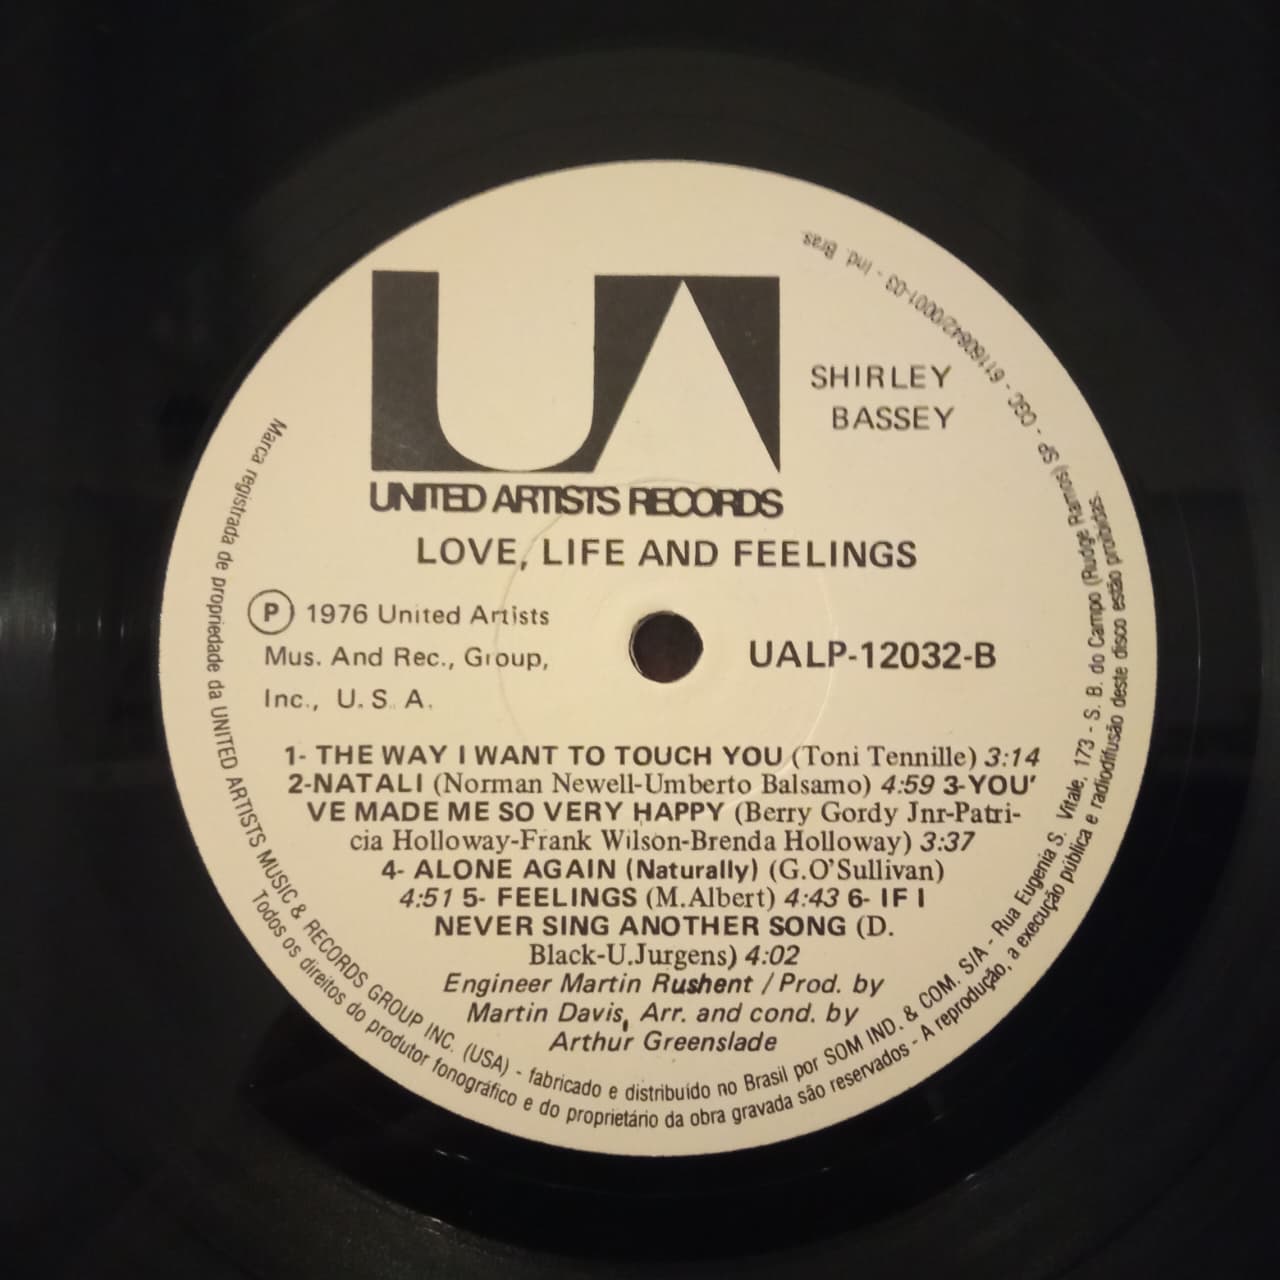 UA
UNITED ARTISTS RECORDS
SHIRLEY
BASSEY
LOVE, LIFE AND FEELINGS
Ⓟ 1976 United Artists
Mus. And Rec., Group,
Inc., U. S. A.
UALP-12032-B
1- THE WAY I WANT TO TOUCH YOU (Toni Tennille) 3:14
2-NATALI (Norman Newell-Umberto Balsamo) 4:59 3-YOU'
VE MADE ME SO VERY HAPPY (Berry Gordy Jnr-Patri-
cia Holloway-Frank Wilson-Brenda Holloway) 3:37
4- ALONE AGAIN (Naturally) (G.O'Sullivan)
4:51 5- FEELINGS (M.Albert) 4:43 6- IF I
NEVER SING ANOTHER SONG (D.
Black-U.Jurgens) 4:02
Engineer Martin Rushent / Prod. by
Martin Davis, Arr. and cond. by
Arthur Greenslade
Marca registrada de propriedade da UNITED ARTISTS MUSIC & RECORDS GROUP INC. (USA) - fabricado e distribuído no Brasil por SOM IND. & COM. S/A - Rua Eugenia S. Vitale, 173 - S. B. do Campo (Rudge Ramos) SP - CGC - 61160842/0001-03 - Ind. Bras.
Todos os direitos do produtor fonográfico e do proprietário da obra gravada são reservados - A reprodução, a execução pública e radiodifusão deste disco estão proibidas.